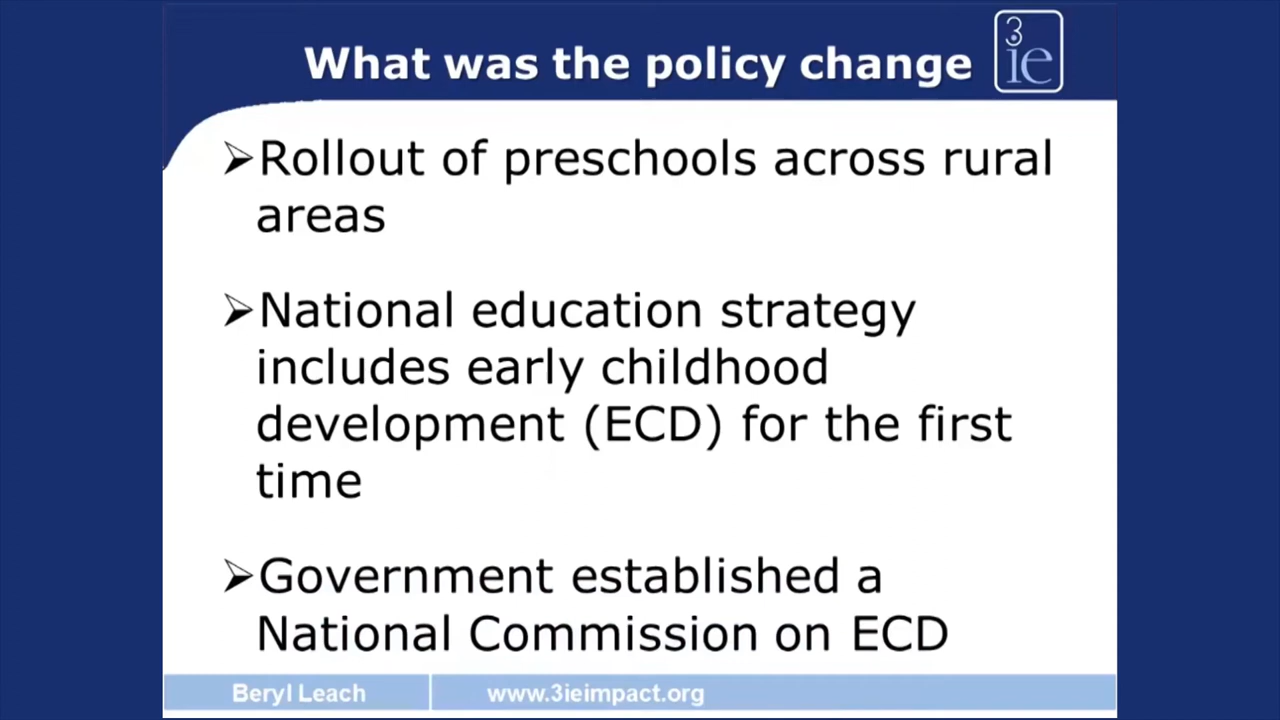 What was the policy change
3ie
➢Rollout of preschools across rural
areas
➢National education strategy
includes early childhood
development (ECD) for the first
time
➢Government established a
National Commission on ECD
Beryl Leach
www.3ieimpact.org